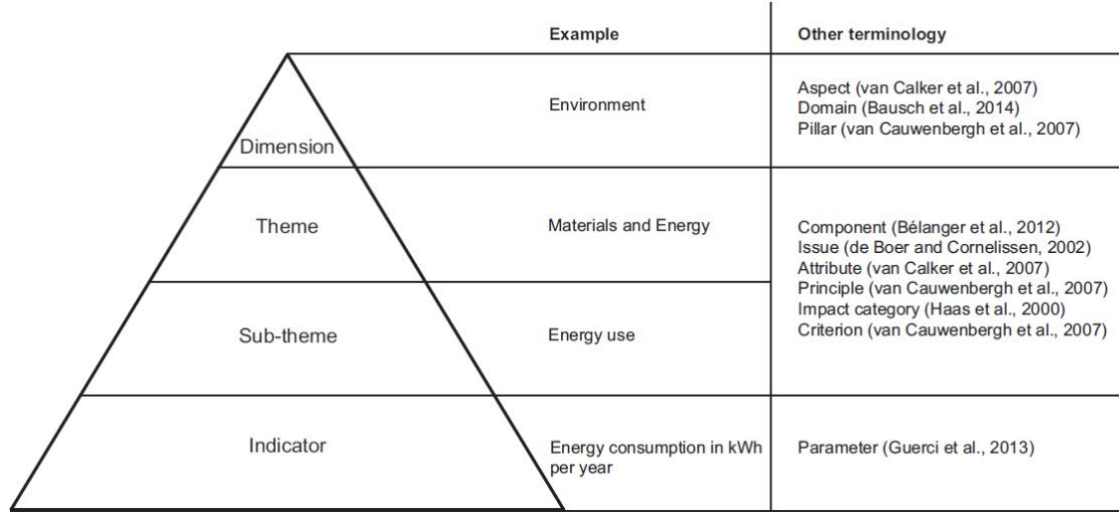 Example
Other terminology
Dimension
Environment
Aspect (van Calker et al., 2007)
Domain (Bausch et al., 2014)
Pillar (van Cauwenbergh et al., 2007)
Theme
Materials and Energy
Component (Bélanger et al., 2012)
Issue (de Boer and Cornelissen, 2002)
Attribute (van Calker et al., 2007)
Principle (van Cauwenbergh et al., 2007)
Impact category (Haas et al., 2000)
Criterion (van Cauwenbergh et al., 2007)
Sub-theme
Energy use
Indicator
Energy consumption in kWh
per year
Parameter (Guerci et al., 2013)